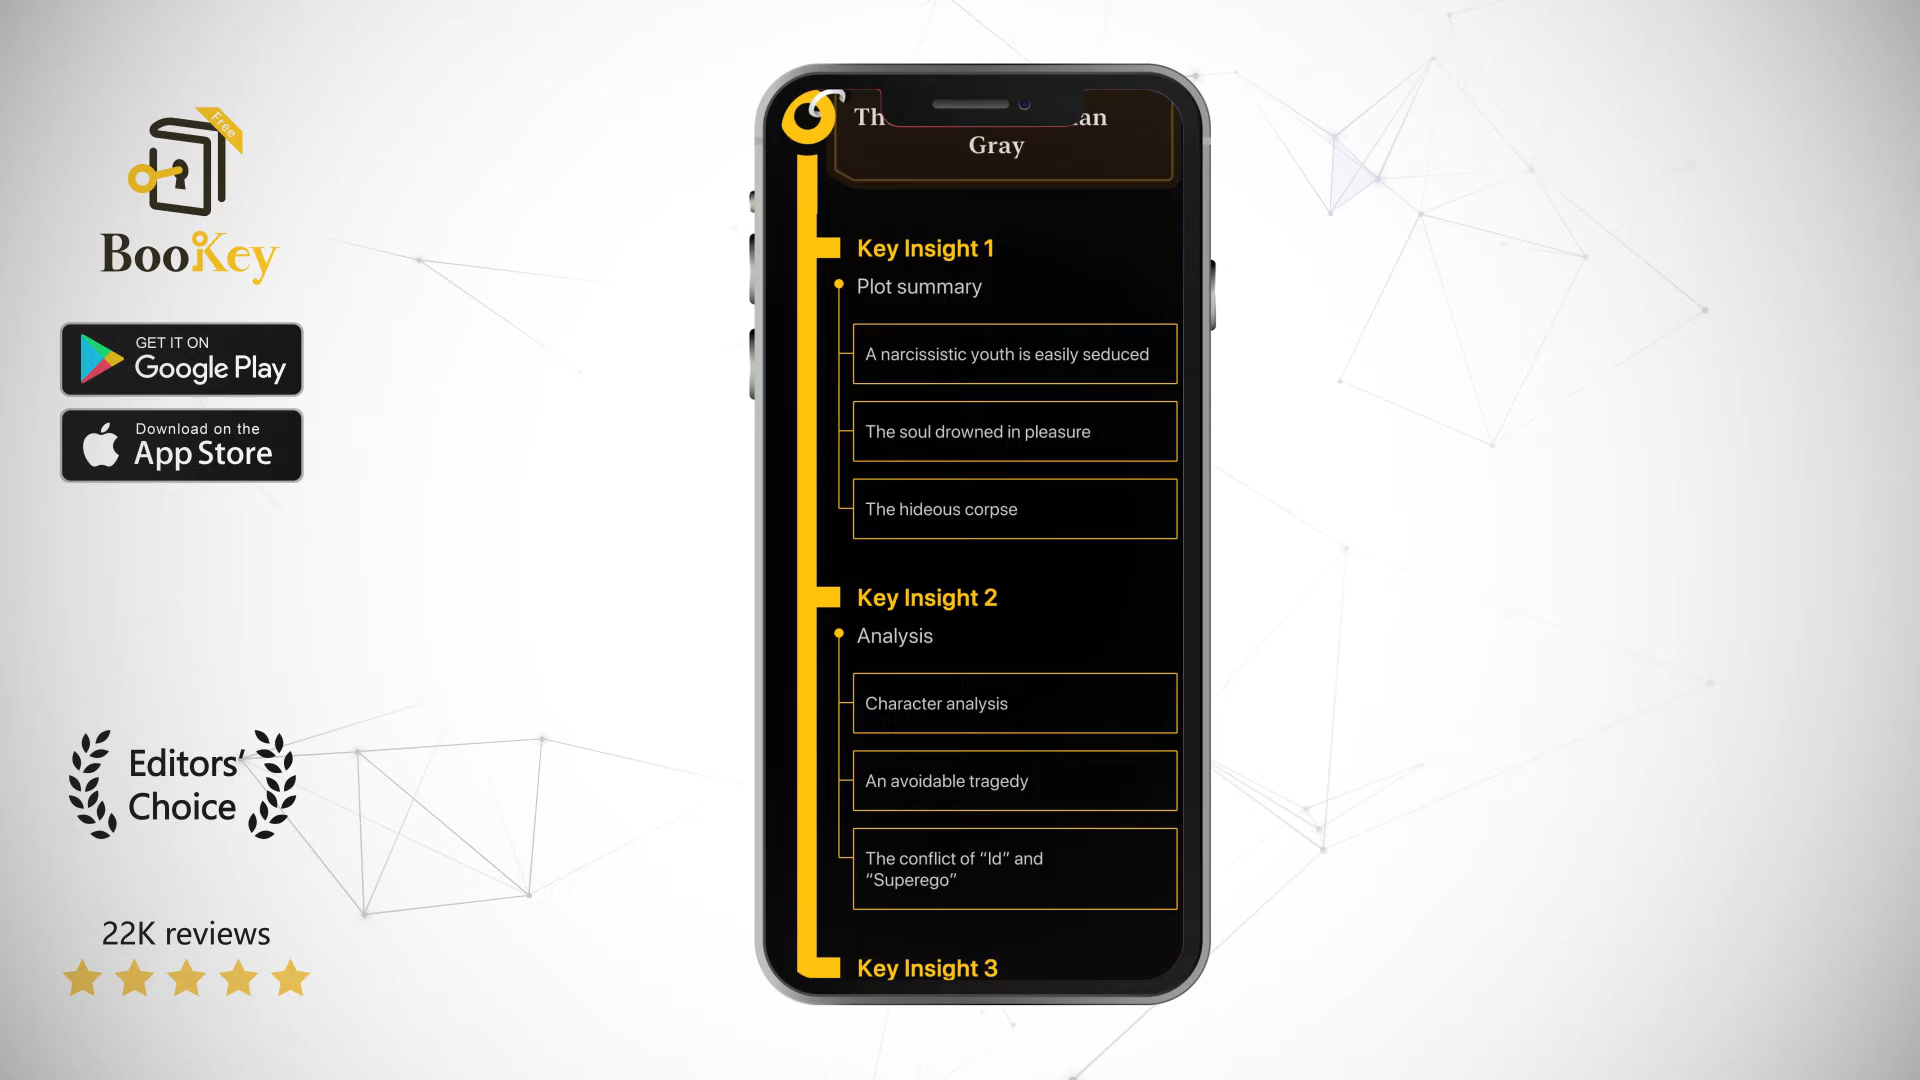 Free
BooKey
GET IT ON
Google Play
Download on the
App Store
Editors'
Choice
22K reviews
Gray
Key Insight 1
Plot summary
A narcissistic youth is easily seduced
The soul drowned in pleasure
The hideous corpse
Key Insight 2
Analysis
Character analysis
An avoidable tragedy
The conflict of “Id” and
“Superego”
Key Insight 3